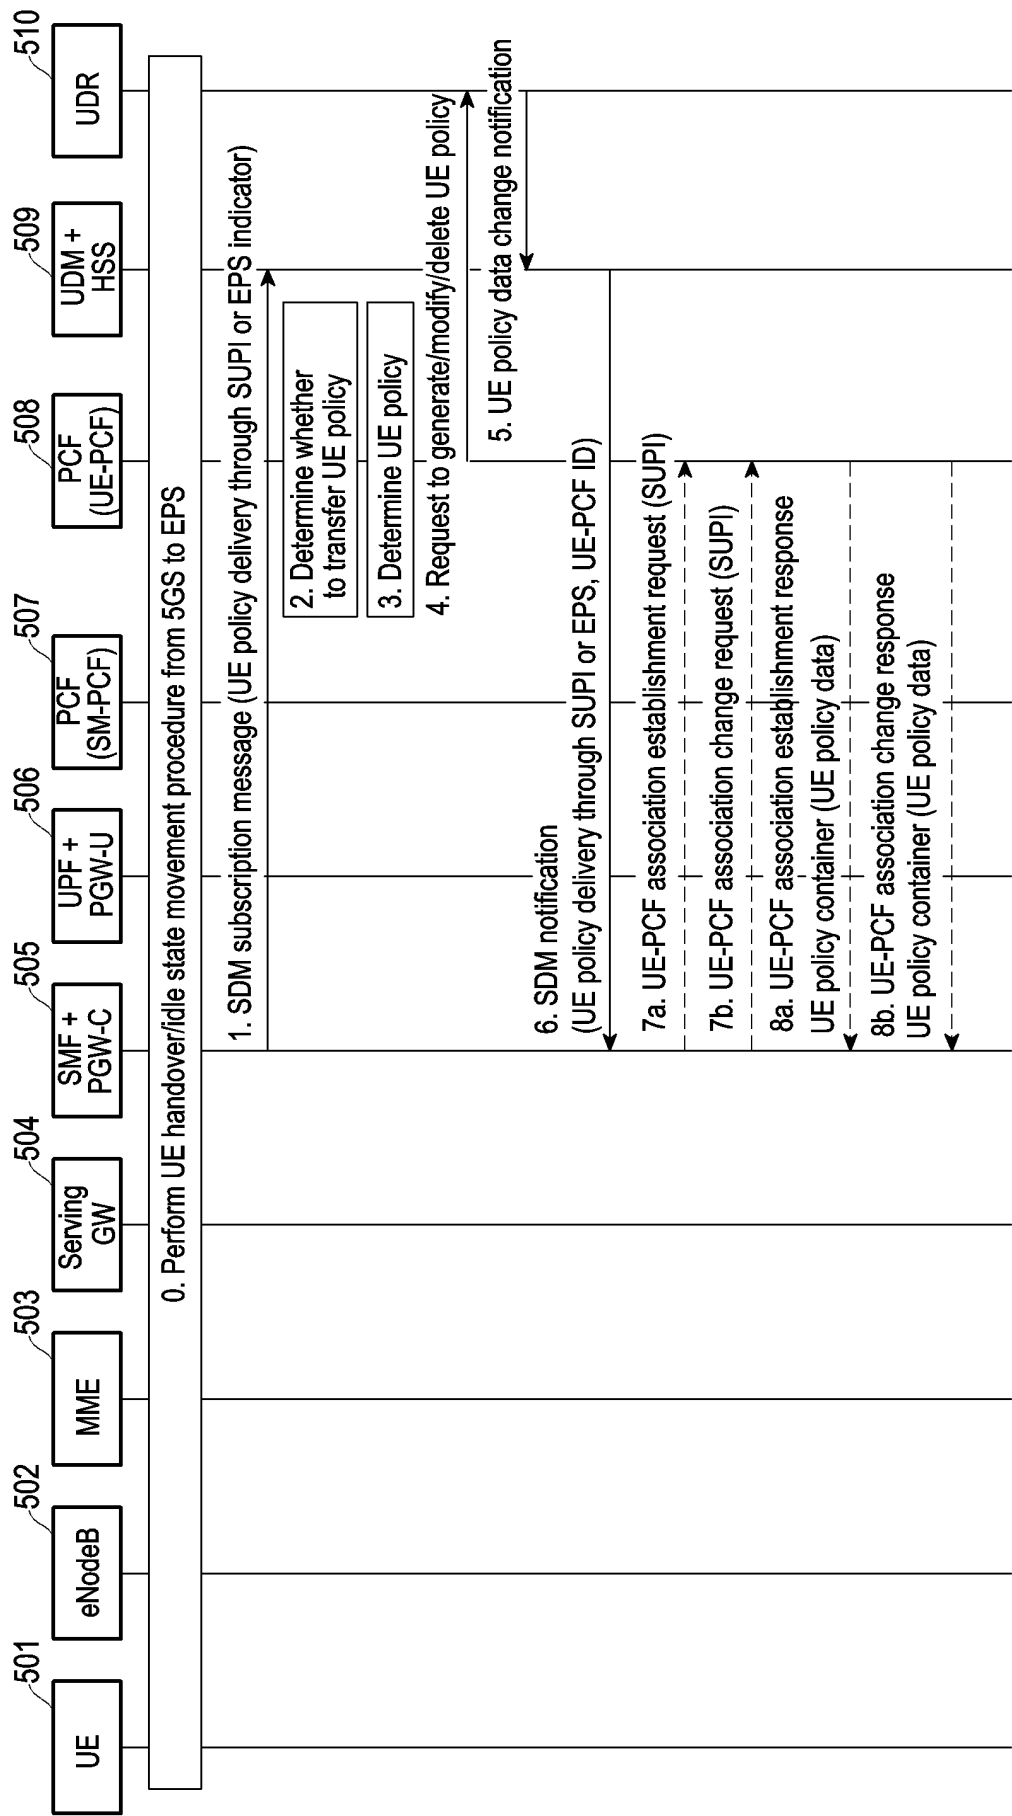 501
502
503
504
505
506
507
508
509
510
UE
eNodeB
MME
Serving
GW
SMF +
PGW-C
UPF +
PGW-U
PCF
(SM-PCF)
PCF
(UE-PCF)
UDM +
HSS
UDR
0. Perform UE handover/idle state movement procedure from 5GS to EPS
1. SDM subscription message (UE policy delivery through SUPI or EPS indicator)
2. Determine whether
to transfer UE policy
3. Determine UE policy
4. Request to generate/modify/delete UE policy
5. UE policy data change notification
6. SDM notification
(UE policy delivery through SUPI or EPS, UE-PCF ID)
7a. UE-PCF association establishment request (SUPI)
7b. UE-PCF association change request (SUPI)
8a. UE-PCF association establishment response
UE policy container (UE policy data)
8b. UE-PCF association change response
UE policy container (UE policy data)